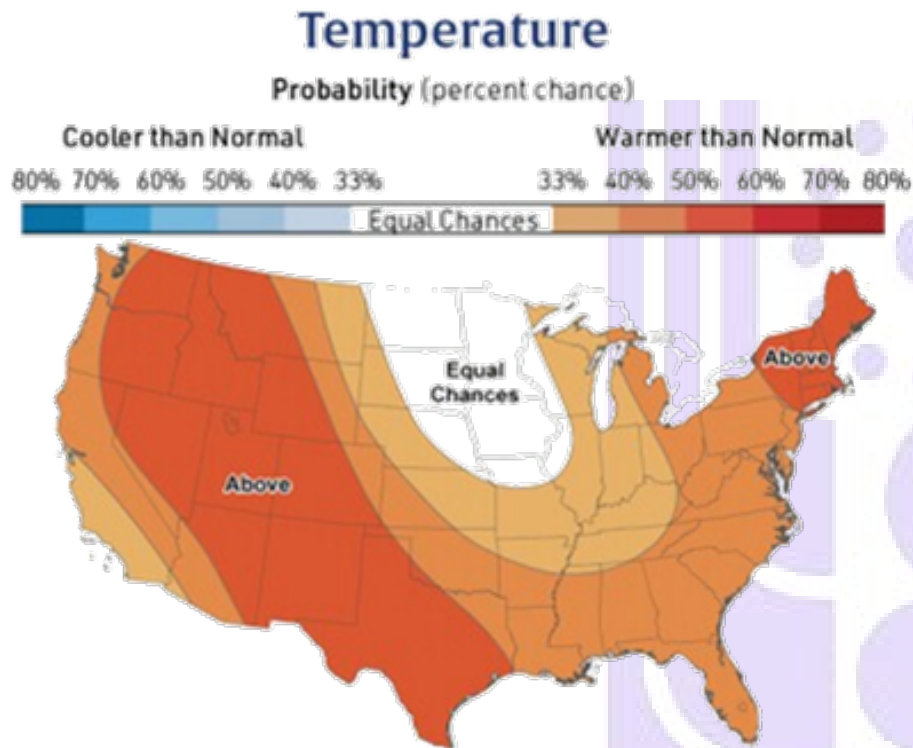 Temperature
Probability (percent chance)
Cooler than Normal
Warmer than Normal
80% 70% 60% 50% 40% 33%
33% 40% 50% 60% 70% 80%
Equal Chances
Above
Equal
Chances
Above